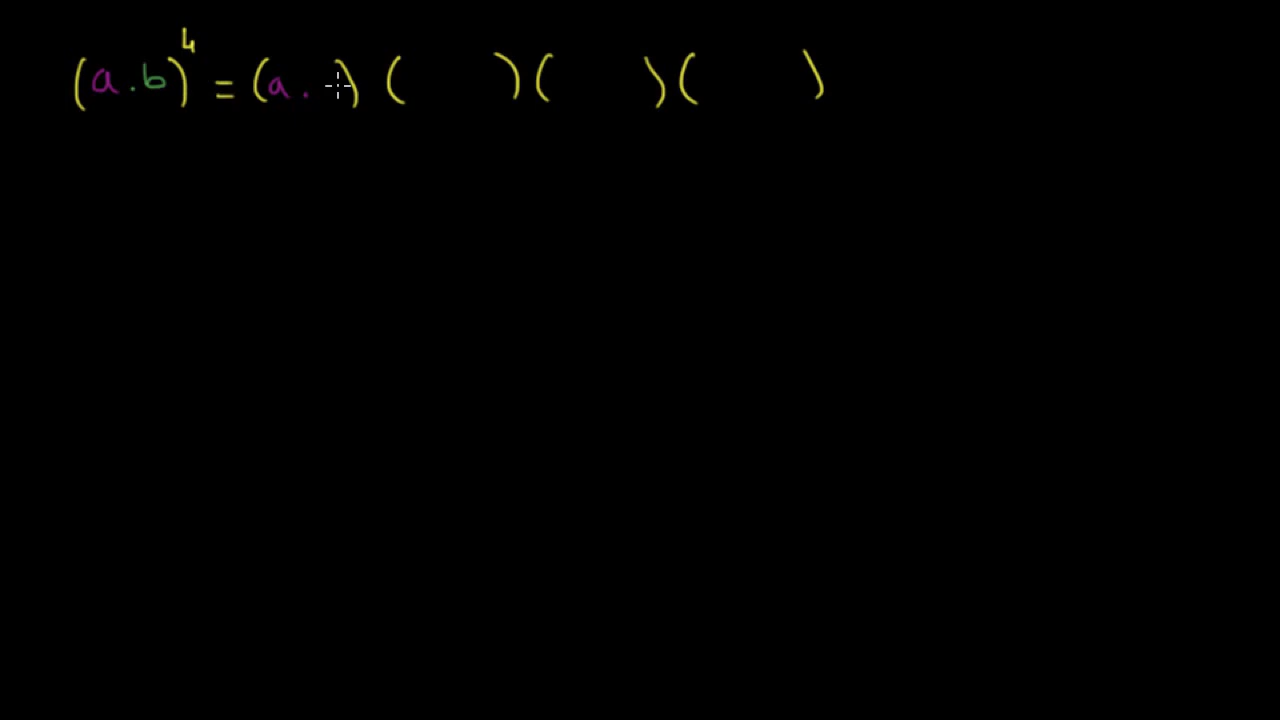 (a.b)⁴ = (a. ) ( ) ( ) ( )